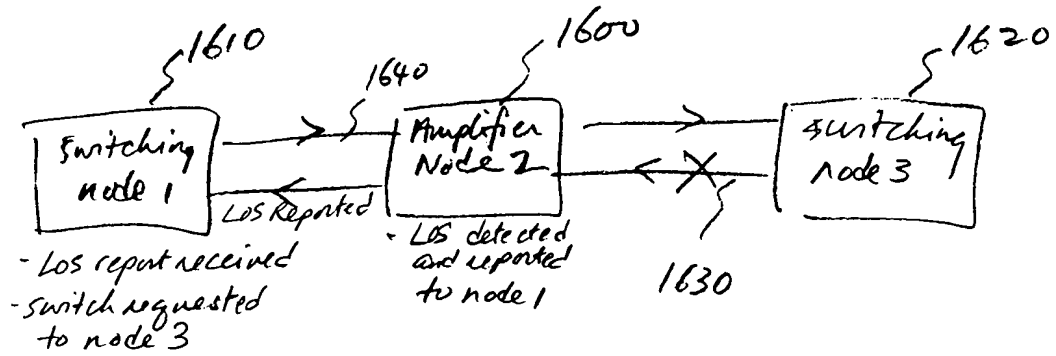 1610
1640
1600
1620
Switching
node 1
Amplifier
Node 2
Switching
node 3
LOS Reported
- LOS report received
- switch requested
to node 3
- LOS detected
and reported
to node 1
1630